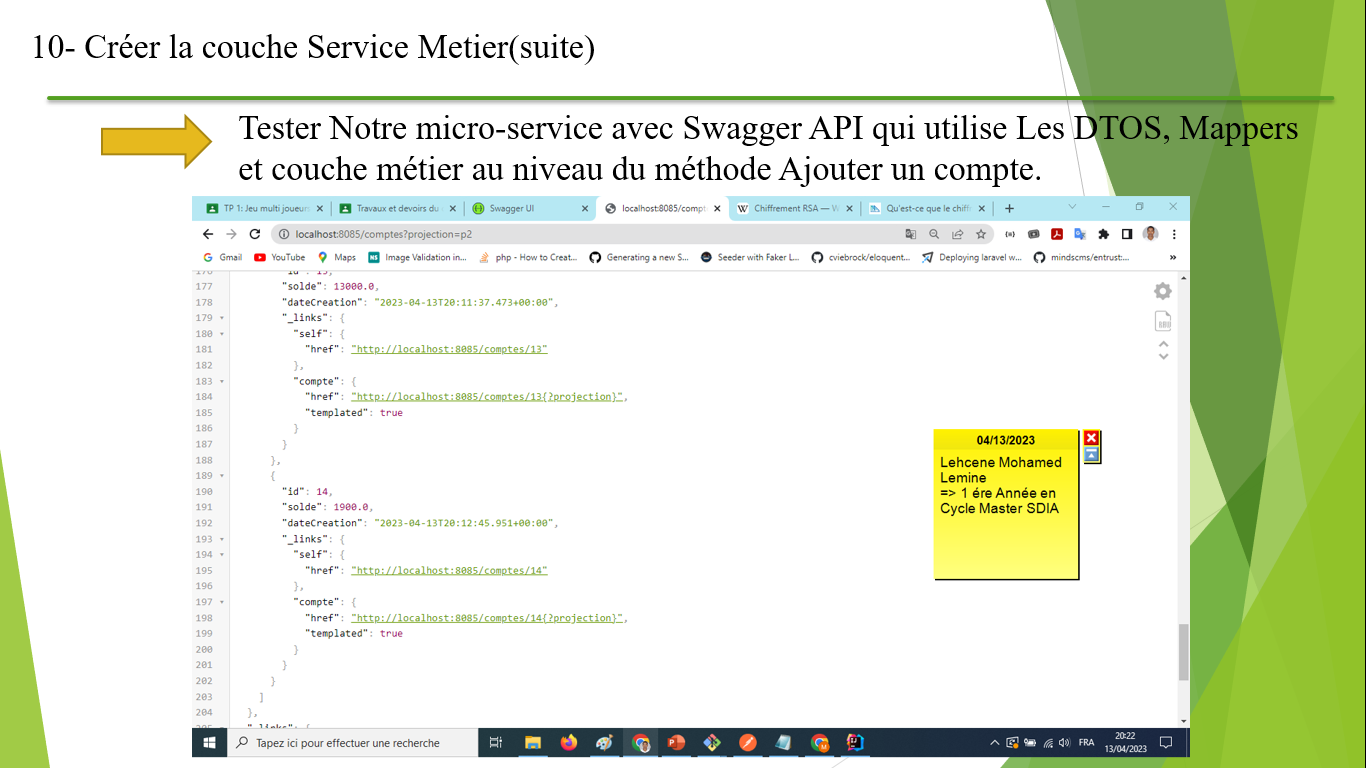 10- Créer la couche Service Metier(suite)
Tester Notre micro-service avec Swagger API qui utilise Les DTOS, Mappers
et couche métier au niveau du méthode Ajouter un compte.
TP 1: Jeu multi joueur
Travaux et devoirs du
Swagger UI
localhost:8085/compt
Chiffrement RSA — W
Qu'est-ce que le chiff
localhost:8085/comptes?projection=p2
Gmail
YouTube
Maps
Image Validation in...
php - How to Creat...
Generating a new S...
Seeder with Faker L...
cviebrock/eloquent...
Deploying laravel w...
mindscms/entrust:...
»
176 "id": 13,
177 "solde": 13000.0,
178 "dateCreation": "2023-04-13T20:11:37.473+00:00",
179 "_links": {
180 "self": {
181 "href": "http://localhost:8085/comptes/13"
182 },
183 "compte": {
184 "href": "http://localhost:8085/comptes/13{?projection}",
185 "templated": true
186 }
187 }
188 },
189 {
190 "id": 14,
191 "solde": 1900.0,
192 "dateCreation": "2023-04-13T20:12:45.951+00:00",
193 "_links": {
194 "self": {
195 "href": "http://localhost:8085/comptes/14"
196 },
197 "compte": {
198 "href": "http://localhost:8085/comptes/14{?projection}",
199 "templated": true
200 }
201 }
202 }
203 ]
204 },
205 "_links": {
04/13/2023
Lehcene Mohamed
Lemine
=> 1 ére Année en
Cycle Master SDIA
Tapez ici pour effectuer une recherche
FRA
20:22
13/04/2023